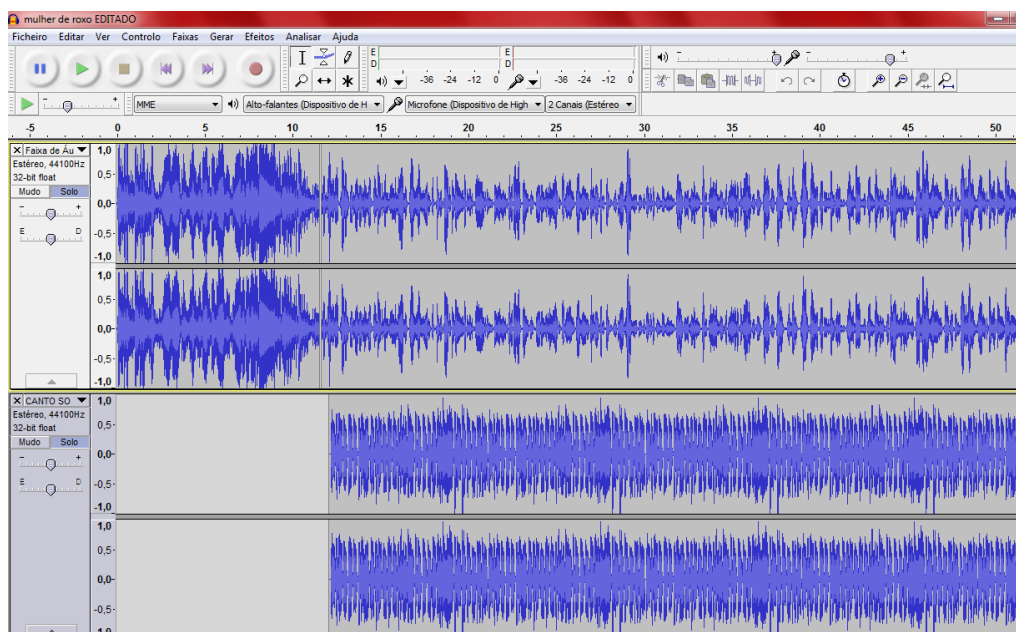 mulher de roxo EDITADO
Ficheiro Editar Ver Controlo Faixas Gerar Efeitos Analisar Ajuda
E E
D D
-36 -24 -12 0 -36 -24 -12 0
- + - +
- + MME Alto-falantes (Dispositivo de H Microfone (Dispositivo de High 2 Canais (Estéreo
-5 0 5 10 15 20 25 30 35 40 45 50
X Faixa de Áu 1,0
Estéreo, 44100Hz
32-bit float 0,5-
Mudo Solo
- + 0,0-
E D -0,5-
-1,0
1,0
0,5-
0,0-
-0,5-
-1,0
X CANTO SO 1,0
Estéreo, 44100Hz
32-bit float 0,5-
Mudo Solo
- + 0,0-
E D -0,5-
-1,0
1,0
0,5-
0,0-
-0,5-
-1,0